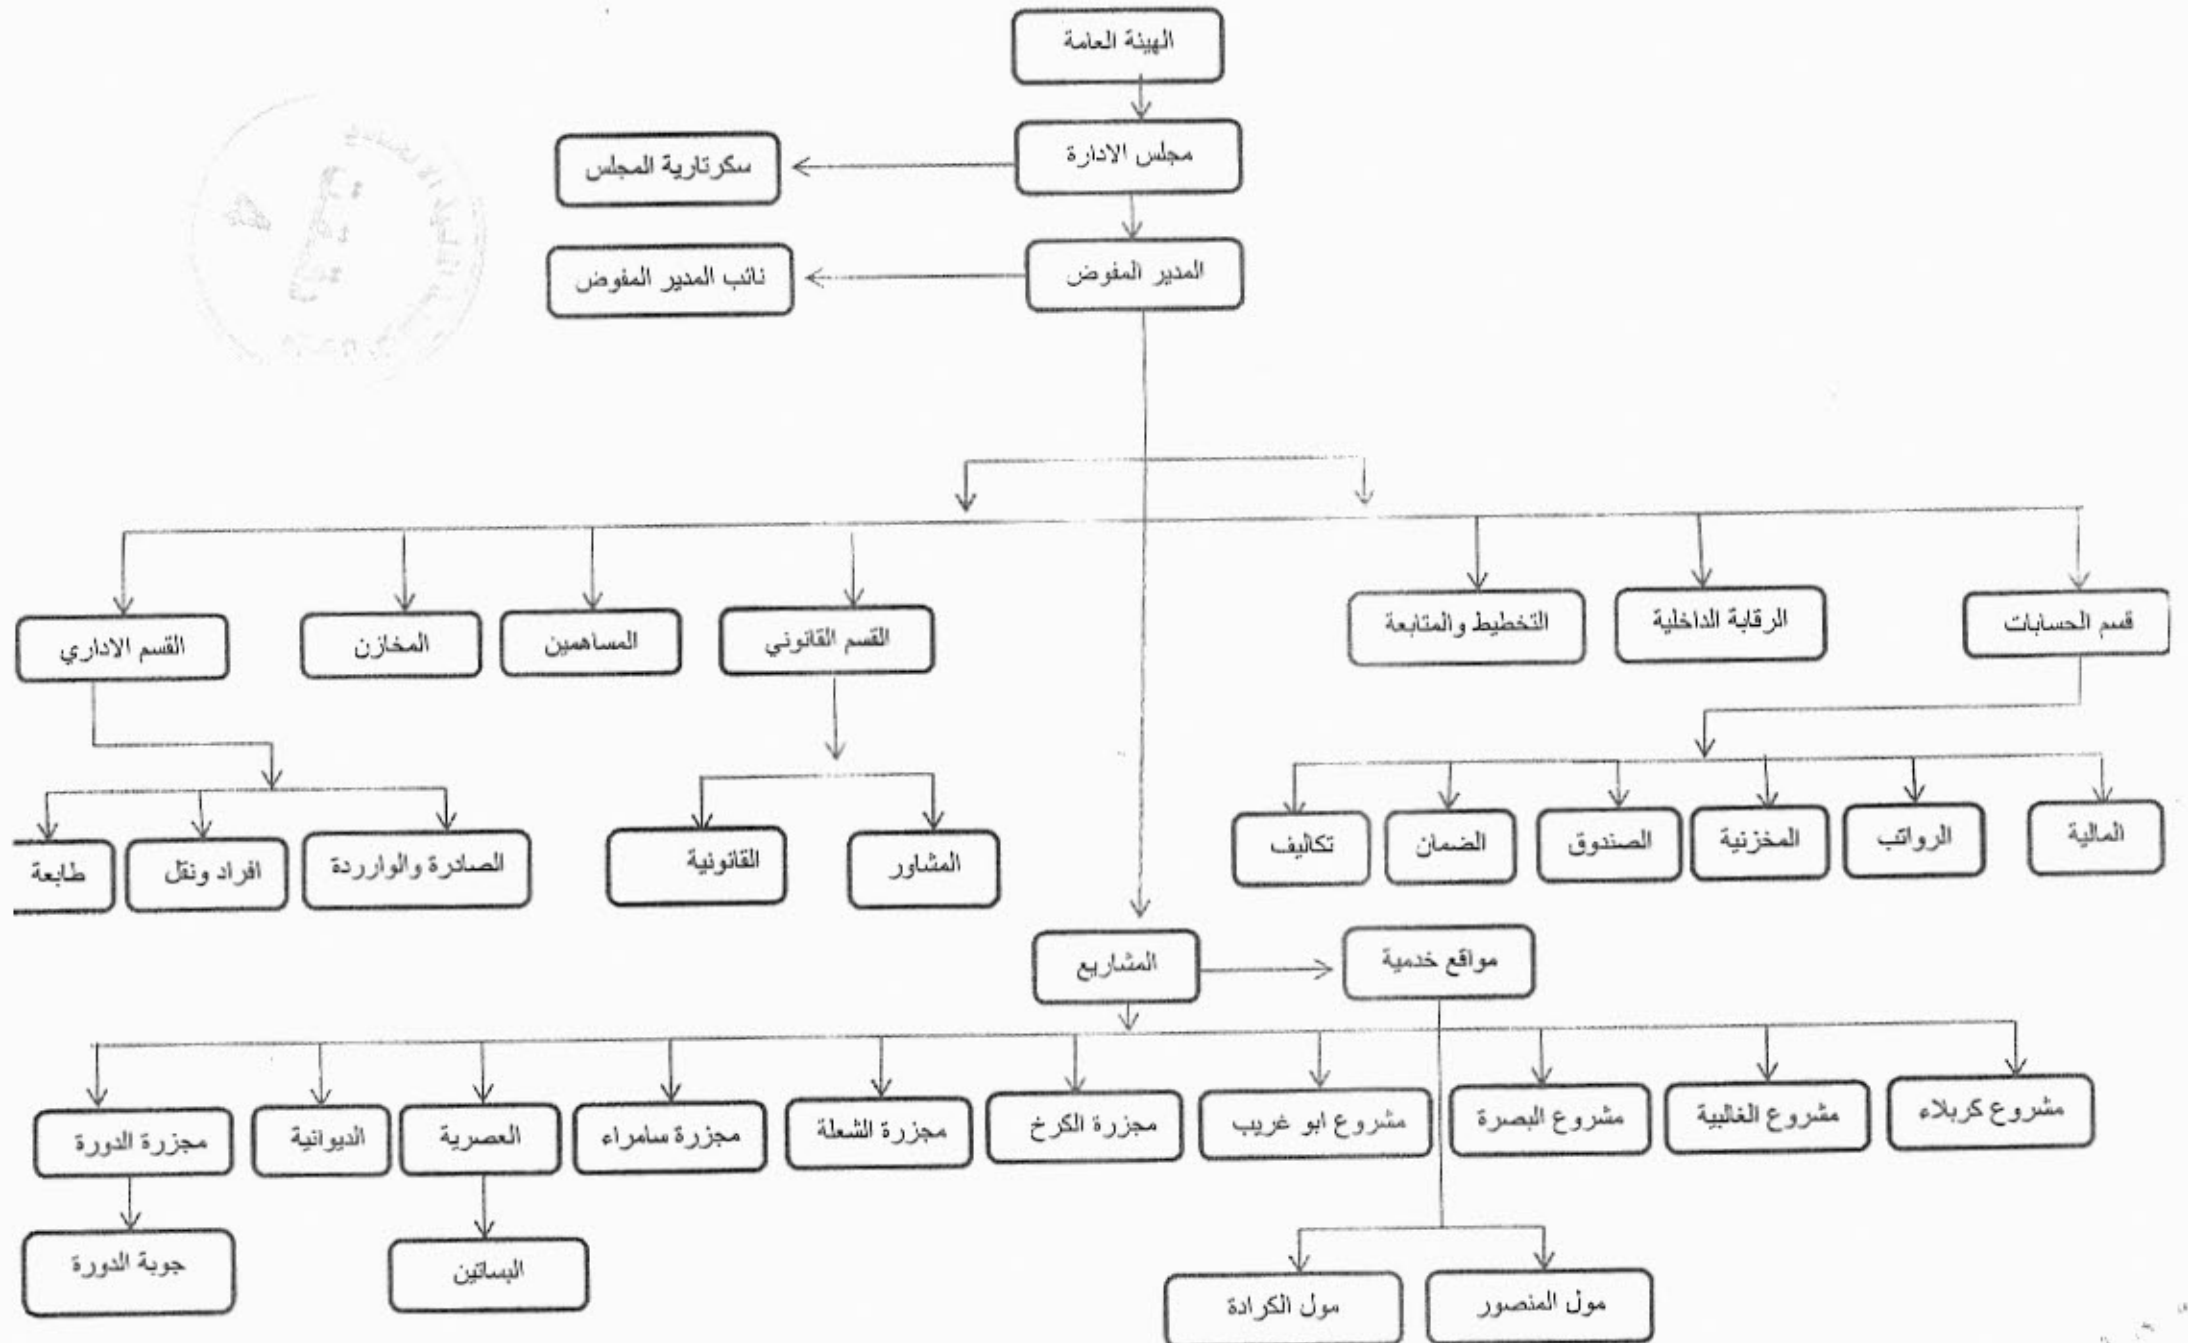 الهيئة العامة
مجلس الادارة
سكرتارية المجلس
المدير المفوض
نائب المدير المفوض
قسم الحسابات
الرقابة الداخلية
التخطيط والمتابعة
القسم القانوني
المساهمين
المخازن
القسم الاداري
المالية
الرواتب
المخزنية
الصندوق
الضمان
تكاليف
المشاور
القانونية
الصادرة والواردة
افراد ونقل
طابعة
مواقع خدمية
المشاريع
مشروع كربلاء
مشروع الغالبية
مشروع البصرة
مشروع ابو غريب
مجزرة الكرخ
مجزرة الشعلة
مجزرة سامراء
العصرية
الديوانية
مجزرة الدورة
مول المنصور
مول الكرادة
البساتين
جوبة الدورة